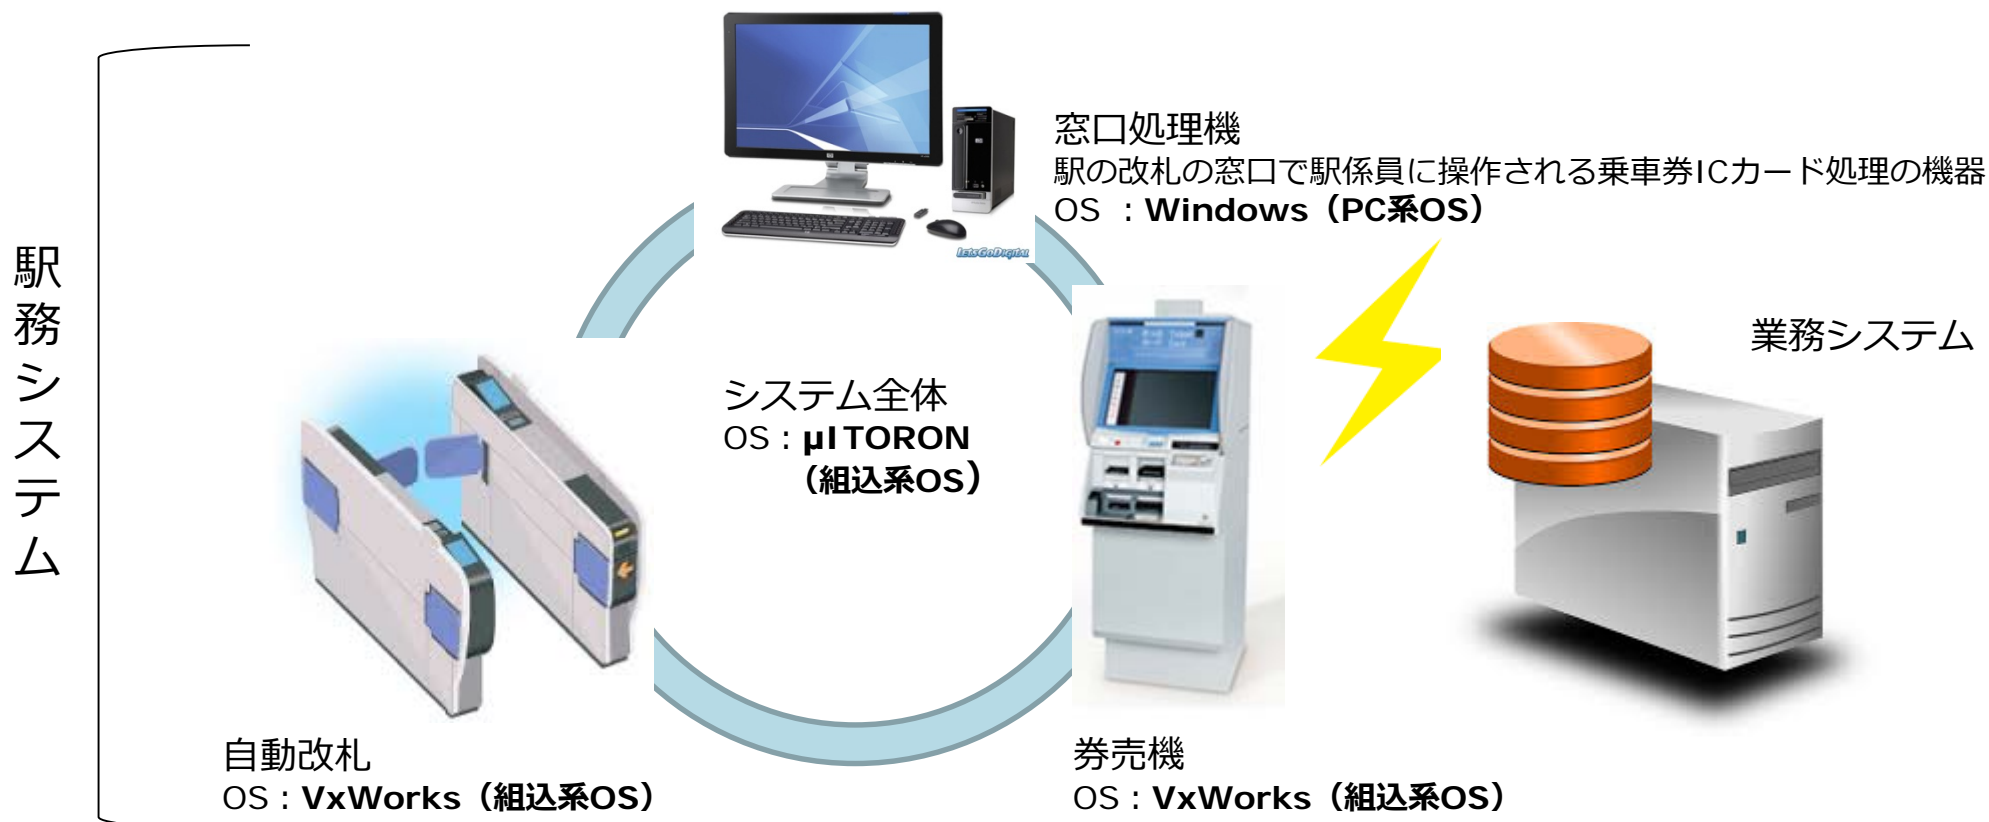 駅務システム
窓口処理機
駅の改札の窓口で駅係員に操作される乗車券ICカード処理の機器
OS ：Windows（PC系OS）
LetsGoDigital
業務システム
システム全体
OS：μITORON
（組込系OS）
自動改札
OS：VxWorks（組込系OS）
券売機
OS：VxWorks（組込系OS）